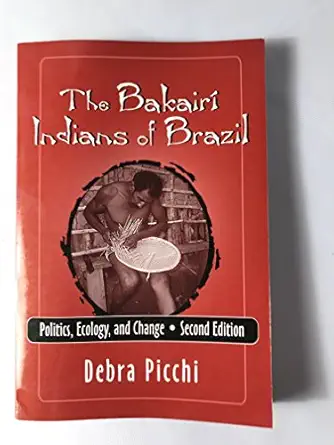 The Bakairí
Indians of Brazil
Politics, Ecology, and Change • Second Edition
Debra Picchi